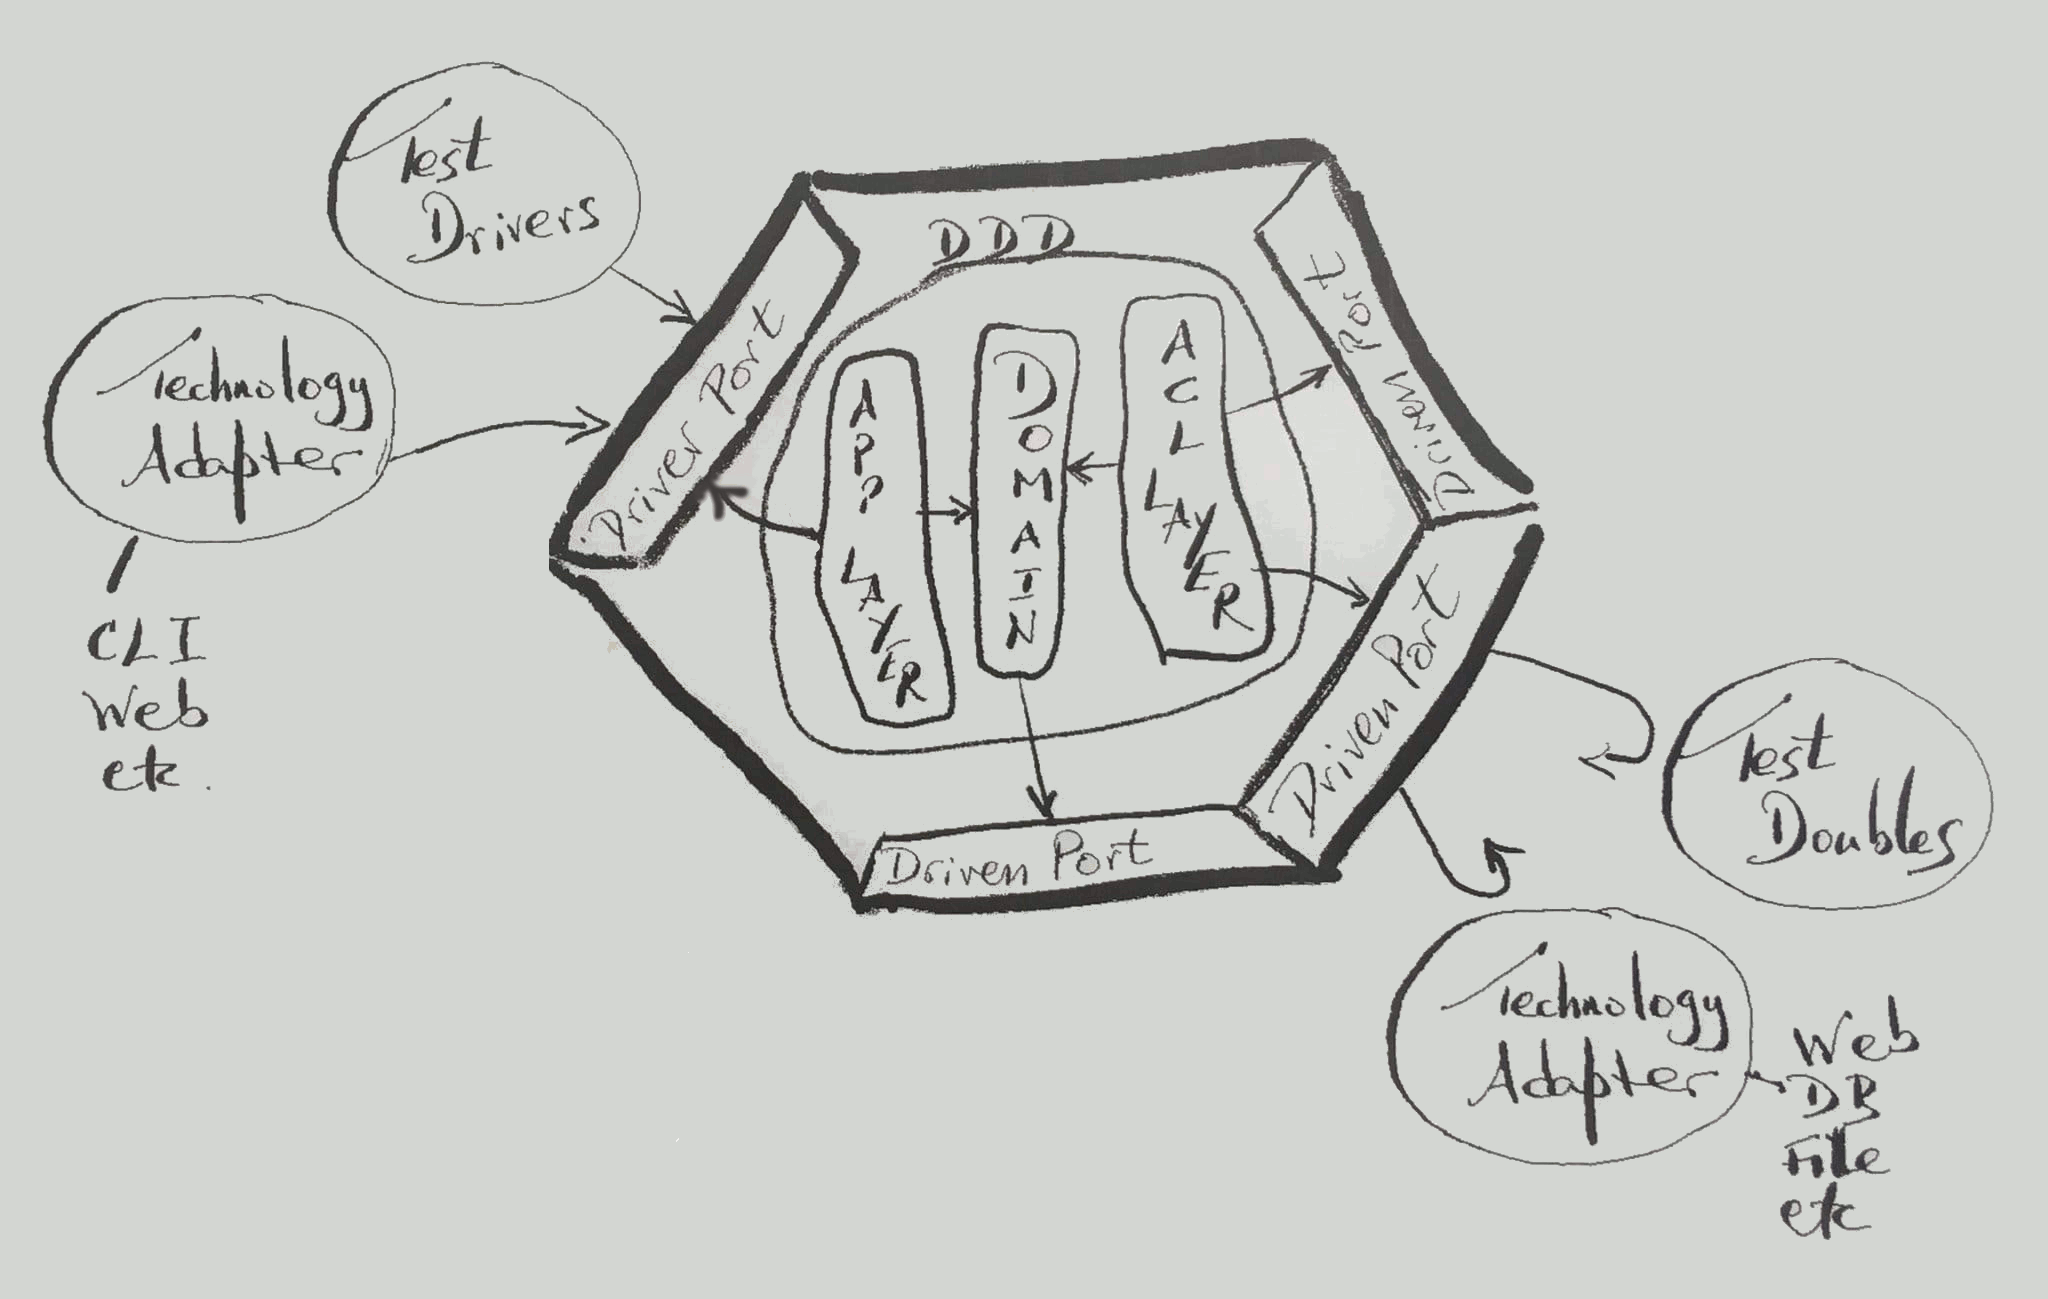 Test
Drivers
Technology
Adapter
CLI
Web
etc.
DDD
Driver Port
APP LAYER
DOMAIN
ACL LAYER
Driven Port
Driven Port
Driven Port
Test
Doubles
Technology
Adapter
Web
DB
File
etc